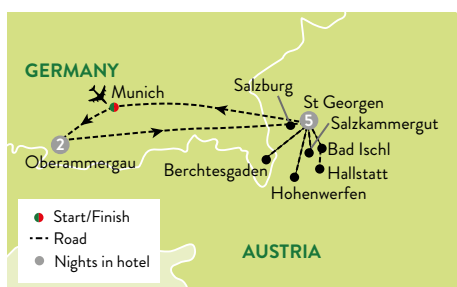 GERMANY
Munich
Salzburg
St Georgen
5
Salzkammergut
2
Bad Ischl
Oberammergau
Berchtesgaden
Hallstatt
Hohenwerfen
Start/Finish
Road
Nights in hotel
AUSTRIA